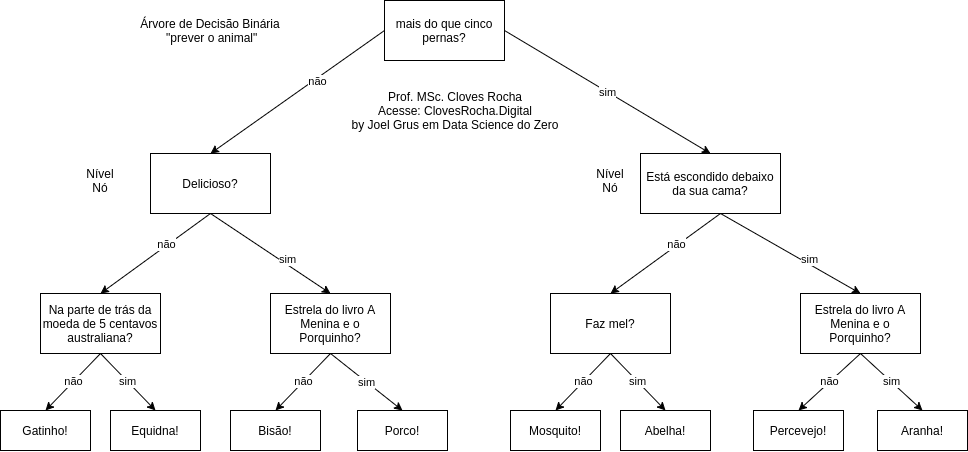 Árvore de Decisão Binária
"prever o animal"
mais do que cinco
pernas?
não
sim
Prof. MSc. Cloves Rocha
Acesse: ClovesRocha.Digital
by Joel Grus em Data Science do Zero
Nível
Nó
Delicioso?
Nível
Nó
Está escondido debaixo
da sua cama?
não
sim
não
sim
Na parte de trás da
moeda de 5 centavos
australiana?
Estrela do livro A
Menina e o
Porquinho?
Faz mel?
Estrela do livro A
Menina e o
Porquinho?
não
sim
não
sim
não
sim
não
sim
Gatinho!
Equidna!
Bisão!
Porco!
Mosquito!
Abelha!
Percevejo!
Aranha!